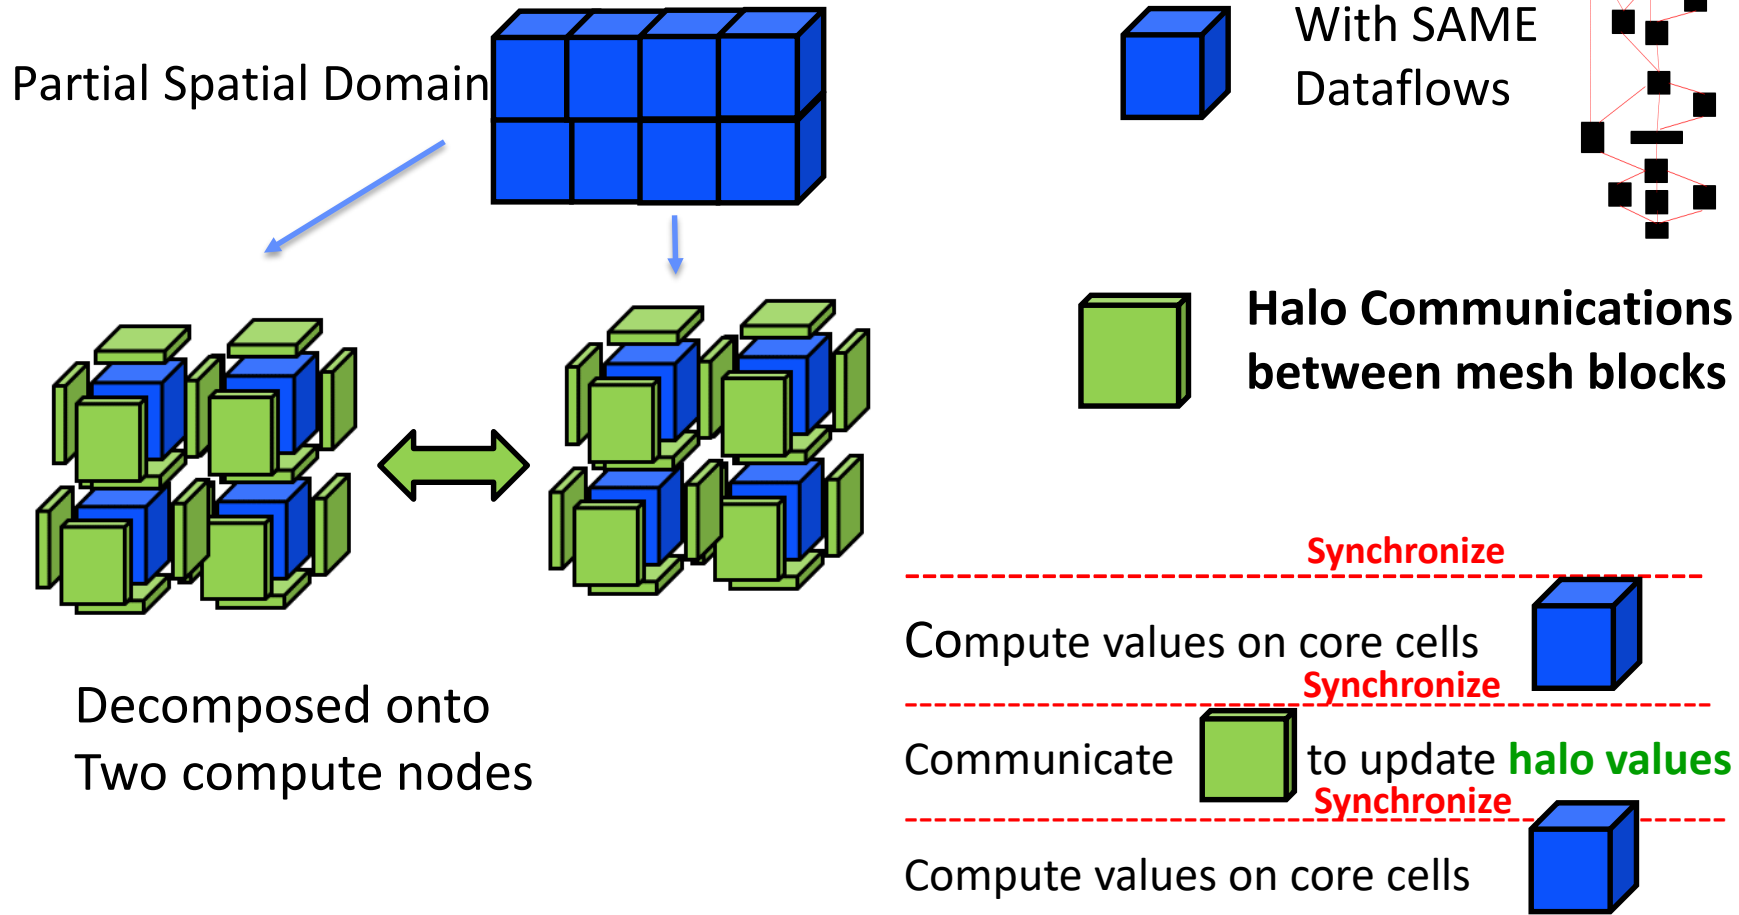 Partial Spatial Domain
With SAME
Dataflows
Halo Communications
between mesh blocks
Decomposed onto
Two compute nodes
Synchronize
Compute values on core cells
Synchronize
Communicate to update halo values
Synchronize
Compute values on core cells